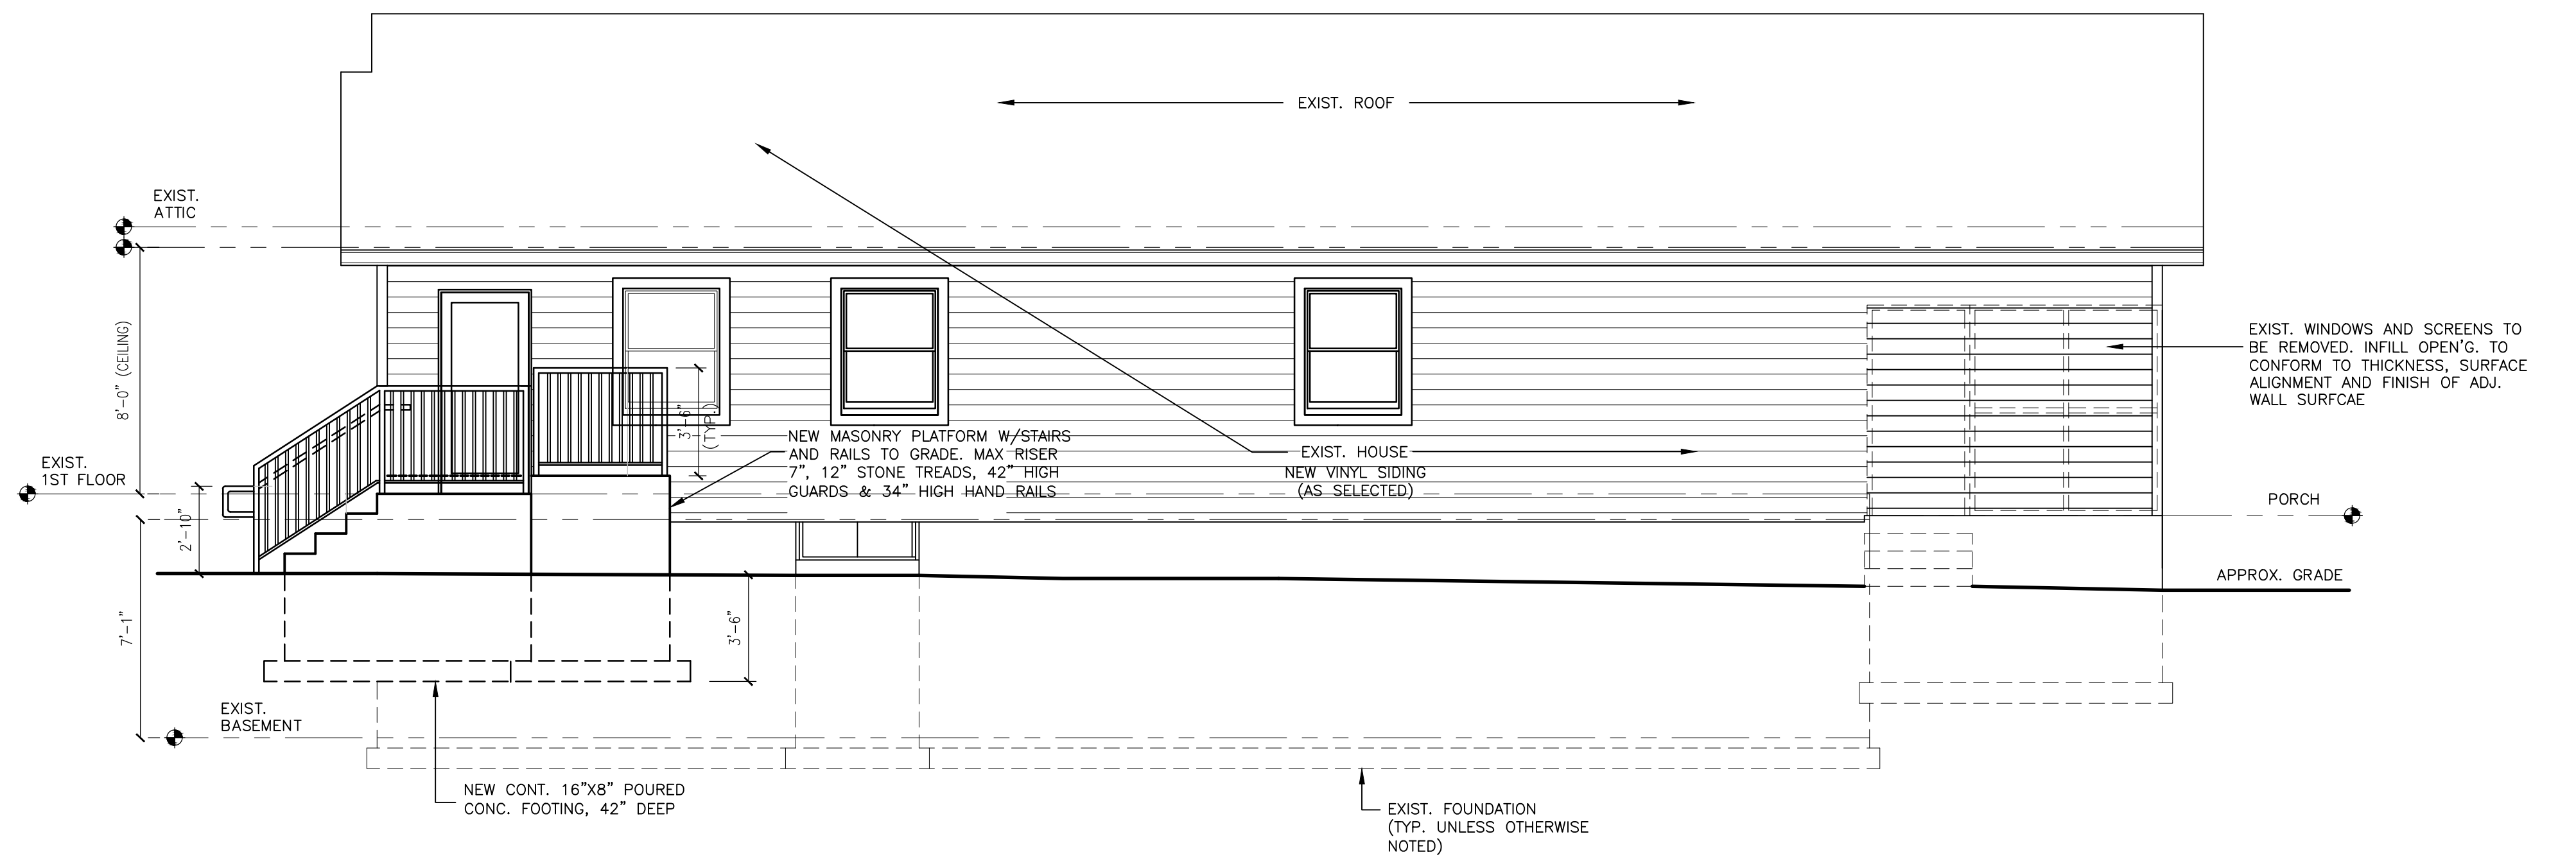 EXIST. ROOF
EXIST.
ATTIC
8'-0" (CEILING)
EXIST.
1ST FLOOR
2'-10"
7'-1"
3'-6"
(TYP.)
NEW MASONRY PLATFORM W/STAIRS
AND RAILS TO GRADE. MAX RISER
7", 12" STONE TREADS, 42" HIGH
GUARDS & 34" HIGH HAND RAILS
EXIST. HOUSE
NEW VINYL SIDING
(AS SELECTED)
EXIST. WINDOWS AND SCREENS TO
BE REMOVED. INFILL OPEN'G. TO
CONFORM TO THICKNESS, SURFACE
ALIGNMENT AND FINISH OF ADJ.
WALL SURFCAE
PORCH
APPROX. GRADE
3'-6"
EXIST.
BASEMENT
NEW CONT. 16"X8" POURED
CONC. FOOTING, 42" DEEP
EXIST. FOUNDATION
(TYP. UNLESS OTHERWISE
NOTED)